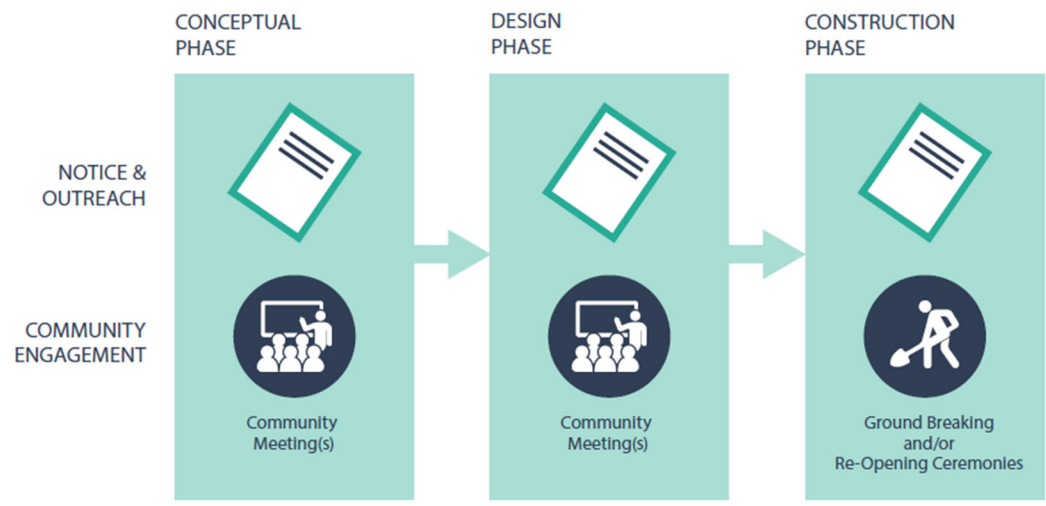 CONCEPTUAL
PHASE
DESIGN
PHASE
CONSTRUCTION
PHASE
NOTICE &
OUTREACH
COMMUNITY
ENGAGEMENT
Community
Meeting(s)
Community
Meeting(s)
Ground Breaking
and/or
Re-Opening Ceremonies